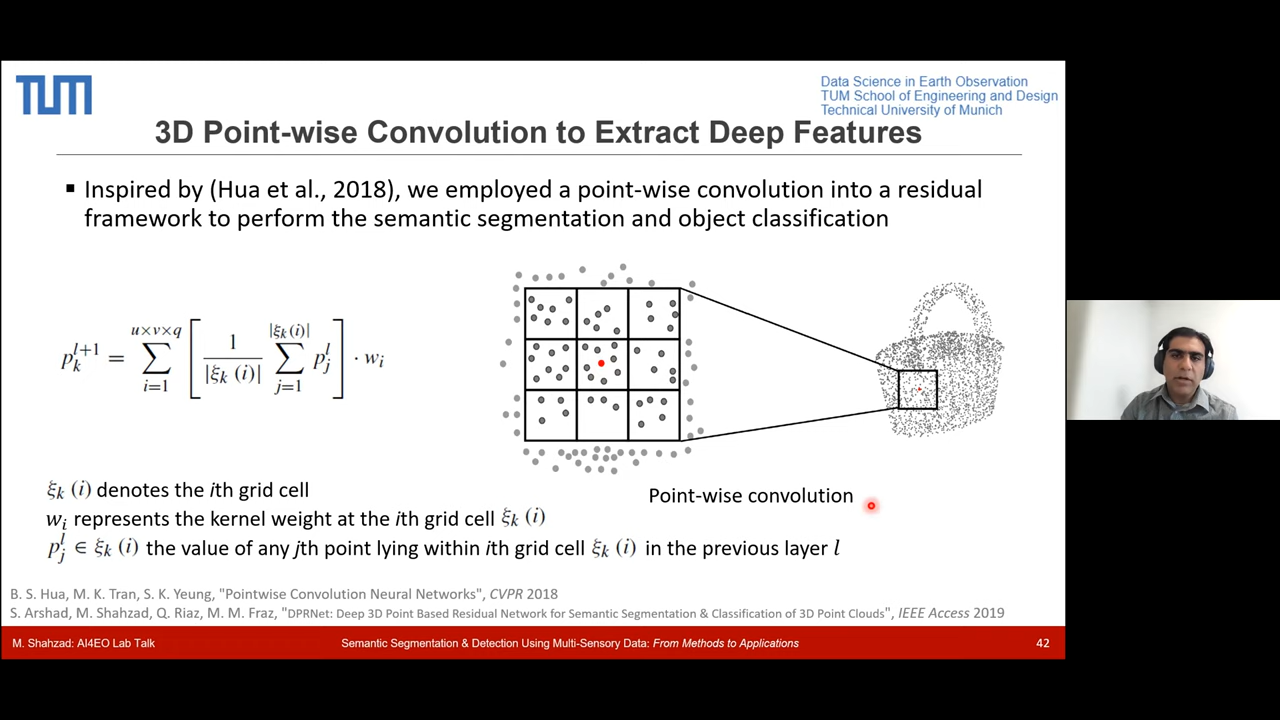 TUM
Data Science in Earth Observation
TUM School of Engineering and Design
Technical University of Munich
3D Point-wise Convolution to Extract Deep Features
▪ Inspired by (Hua et al., 2018), we employed a point-wise convolution into a residual
framework to perform the semantic segmentation and object classification
p_k^{l+1} = \sum_{i=1}^{u×v×q} [ \frac{1}{|ξ_k (i)|} \sum_{j=1}^{|ξ_k(i)|} p_j^l ] · w_i
ξ_k (i) denotes the ith grid cell
Point-wise convolution
w_i represents the kernel weight at the ith grid cell ξ_k (i)
p_j^l ∈ ξ_k (i) the value of any jth point lying within ith grid cell ξ_k (i) in the previous layer l
B. S. Hua, M. K. Tran, S. K. Yeung, "Pointwise Convolution Neural Networks", CVPR 2018
S. Arshad, M. Shahzad, Q. Riaz, M. M. Fraz, "DPRNet: Deep 3D Point Based Residual Network for Semantic Segmentation & Classification of 3D Point Clouds", IEEE Access 2019
M. Shahzad: AI4EO Lab Talk
Semantic Segmentation & Detection Using Multi-Sensory Data: From Methods to Applications
42